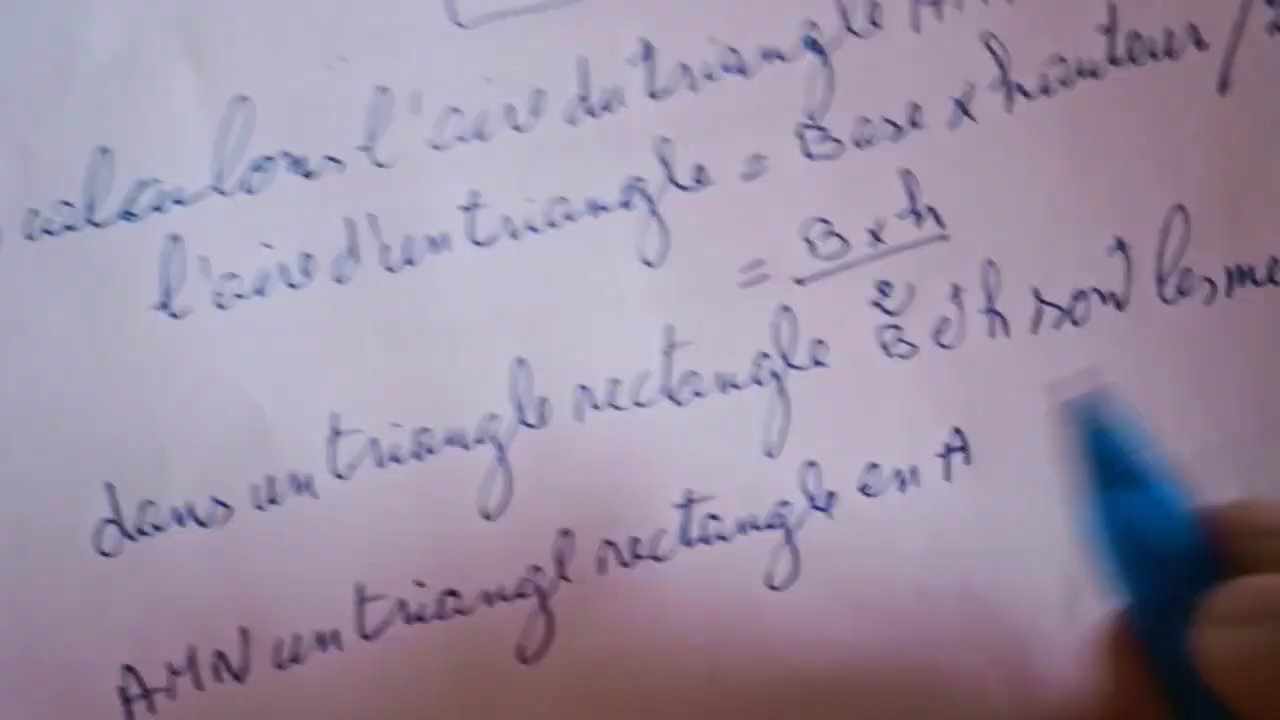 calculons l'aire du triangle
l'aire d'un triangle = Base x hauteur /
= B x h
2
dans un triangle rectangle B et h sont les
AMN un triangl rectangle en A